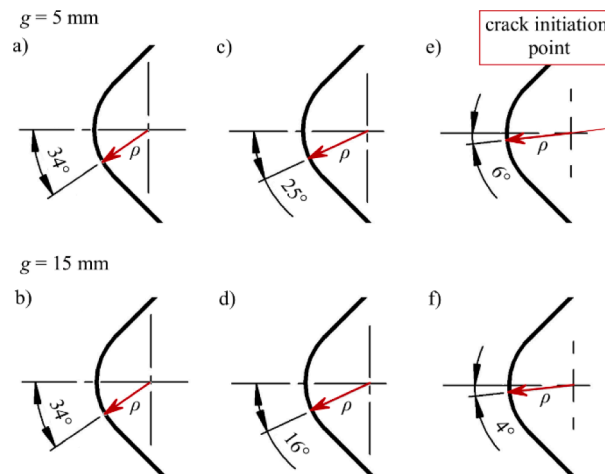 g = 5 mm
crack initiation
point
a)
c)
e)
34°
ρ
25°
ρ
6°
ρ
g = 15 mm
b)
d)
f)
34°
ρ
16°
ρ
4°
ρ